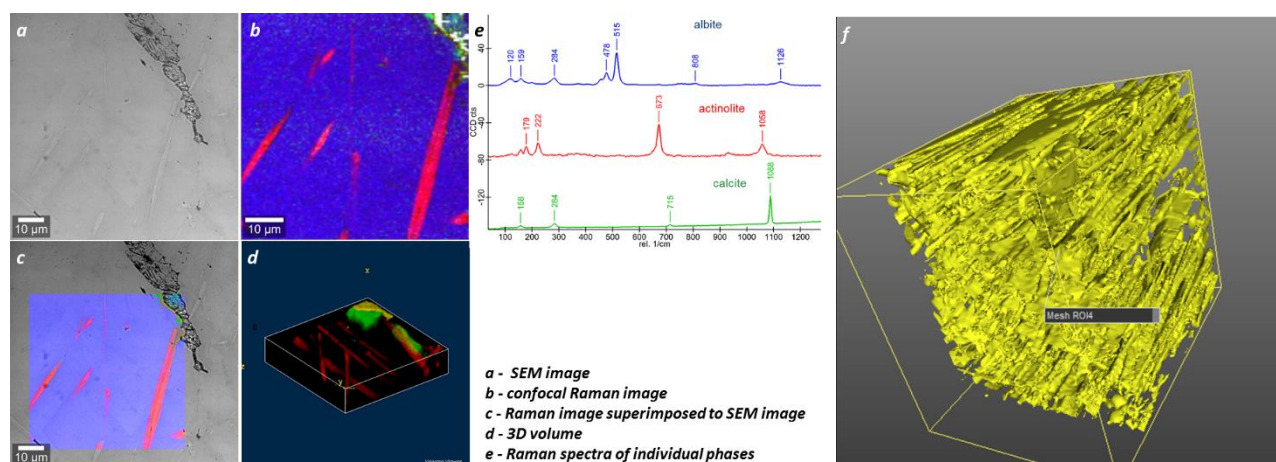 a
b
c
d
e
f
10 µm
10 µm
10 µm
albite
120
159
284
478
515
808
1126
40
0
actinolite
179
222
673
1058
-40
-80
CCD cts
calcite
158
284
715
1088
-120
100 200 300 400 500 600 700 800 900 1000 1100 1200
rel. 1/cm
x
y
z
Mesh ROI4
a - SEM image
b - confocal Raman image
c - Raman image superimposed to SEM image
d - 3D volume
e - Raman spectra of individual phases